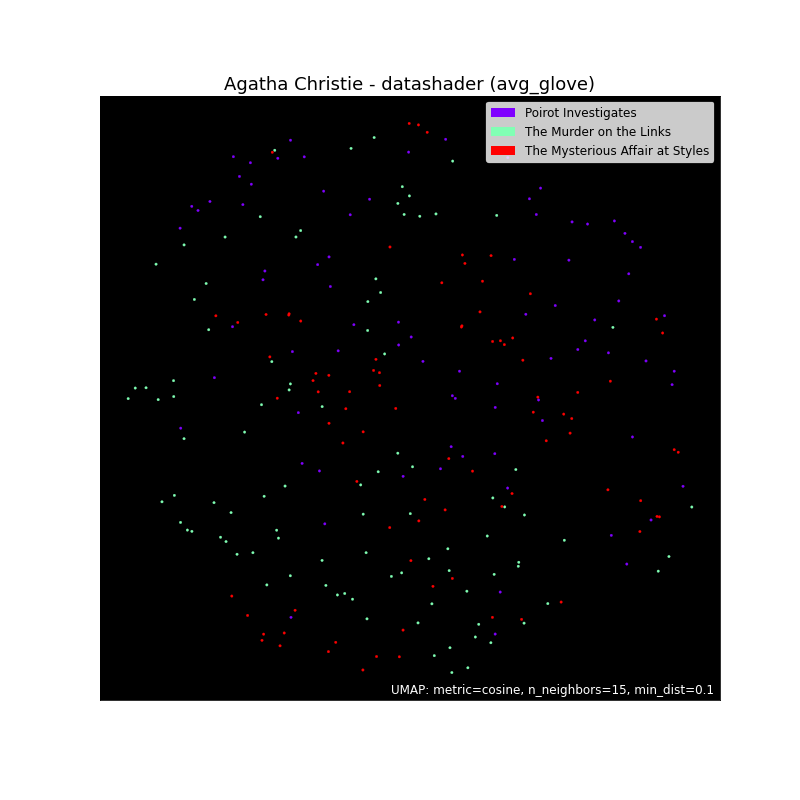 Agatha Christie - datashader (avg_glove)
Poirot Investigates
The Murder on the Links
The Mysterious Affair at Styles
UMAP: metric=cosine, n_neighbors=15, min_dist=0.1